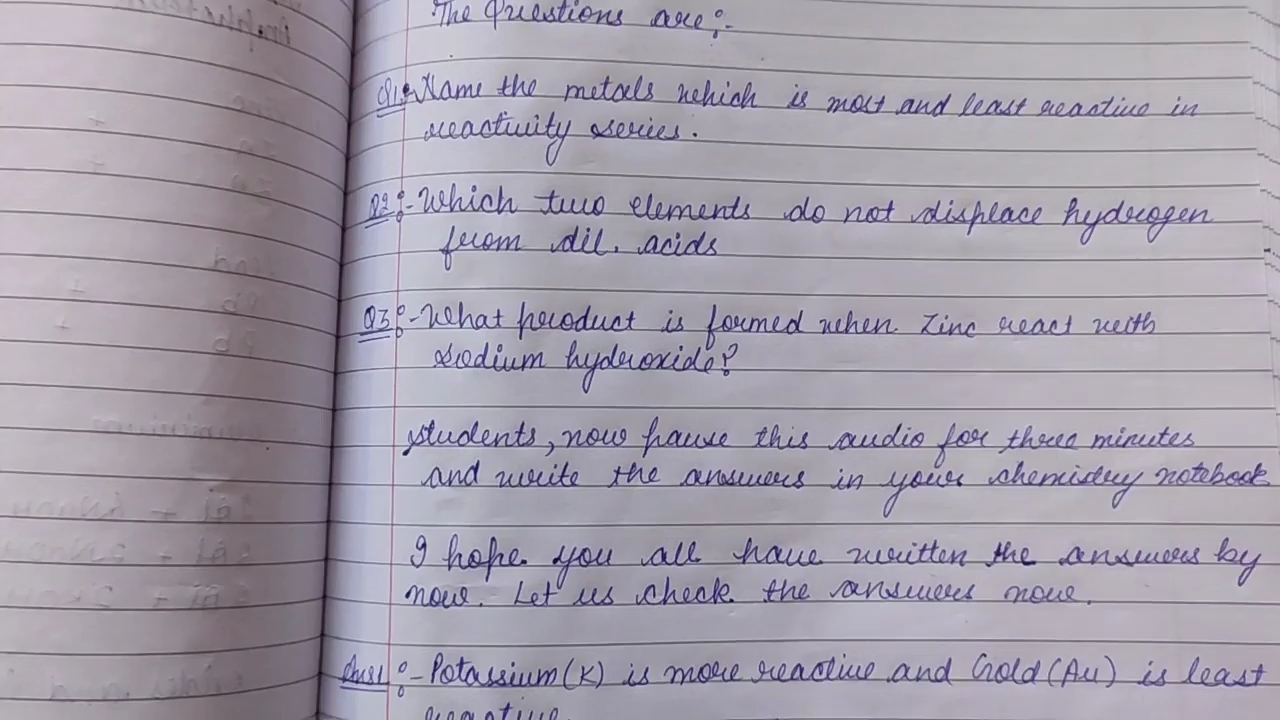 The Questions are:-
Q1:- Name the metals which is most and least reactive in
reactivity series.
Q2:- Which two elements do not displace hydrogen
from dil. acids
Q3:- What product is formed when Zinc react with
Sodium hydroxide?
students, now pause this audio for three minutes
and write the answers in your chemistry notebook
I hope you all have written the answers by
now. Let us check the answers now.
Ans1:- Potassium(K) is more reactive and Gold(Au) is least
reactive.